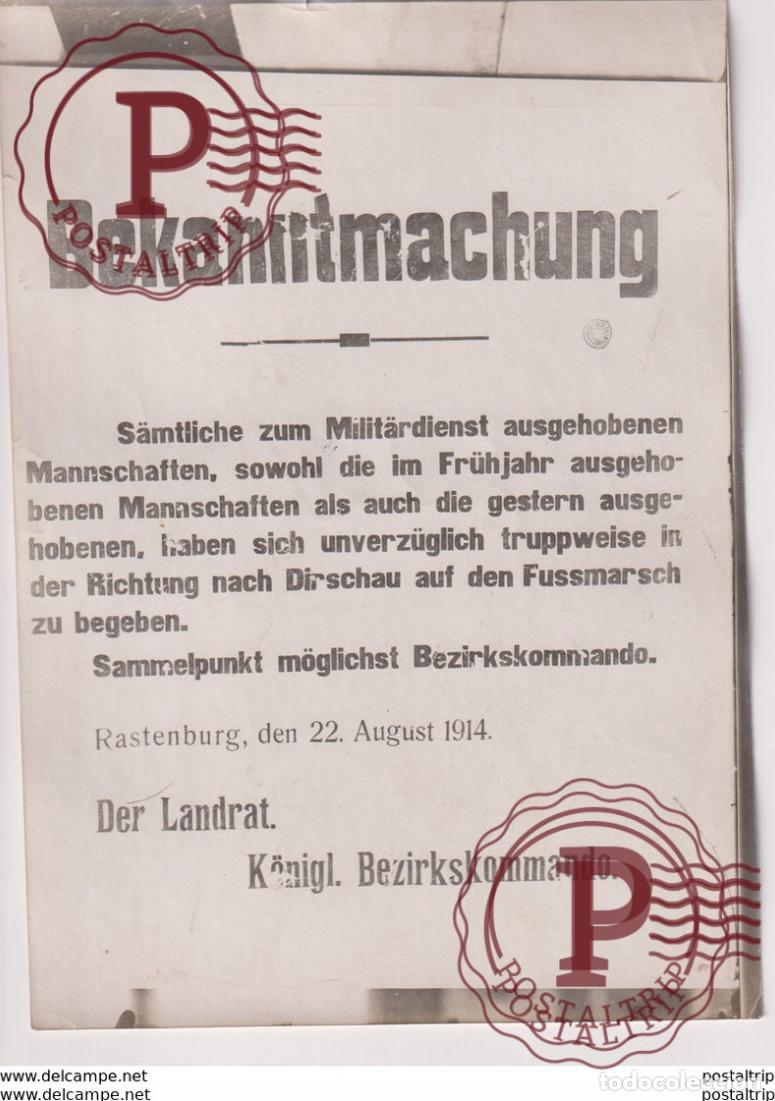 P
POSTALTRIP
Bekanntmachung
Sämtliche zum Militärdienst ausgehobenen
Mannschaften, sowohl die im Frühjahr ausgeho-
benen Mannschaften als auch die gestern ausge-
hobenen, haben sich unverzüglich truppweise in
der Richtung nach Dirschau auf den Fussmarsch
zu begeben.
Sammelpunkt möglichst Bezirkskommando.
Rastenburg, den 22. August 1914.
Der Landrat.
Königl. Bezirkskommando.
P
POSTALTRIP
POSTALTRIP
www.delcampe.net
postaltrip
todocoleccion
www.delcampe.net
postaltrip